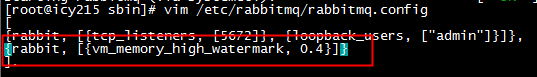 [root@icy215 sbin]# vim /etc/rabbitmq/rabbitmq.config
[
{rabbit, [{tcp_listeners, [5672]}, {loopback_users, ["admin"]}]},
{rabbit, [{vm_memory_high_watermark, 0.4}]}
].